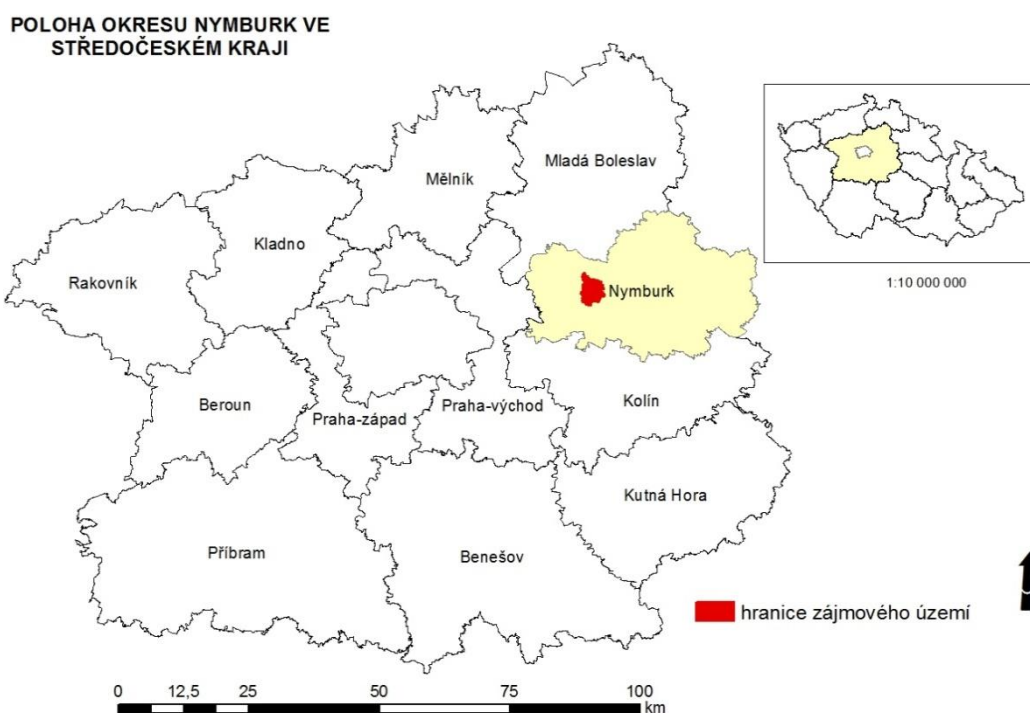 POLOHA OKRESU NYMBURK VE
STŘEDOČESKÉM KRAJI
Mladá Boleslav
Mělník
Kladno
Rakovník
Nymburk
1:10 000 000
Beroun
Praha-západ
Praha-východ
Kolín
Kutná Hora
Příbram
Benešov
hranice zájmového území
0 12,5 25 50 75 100
km